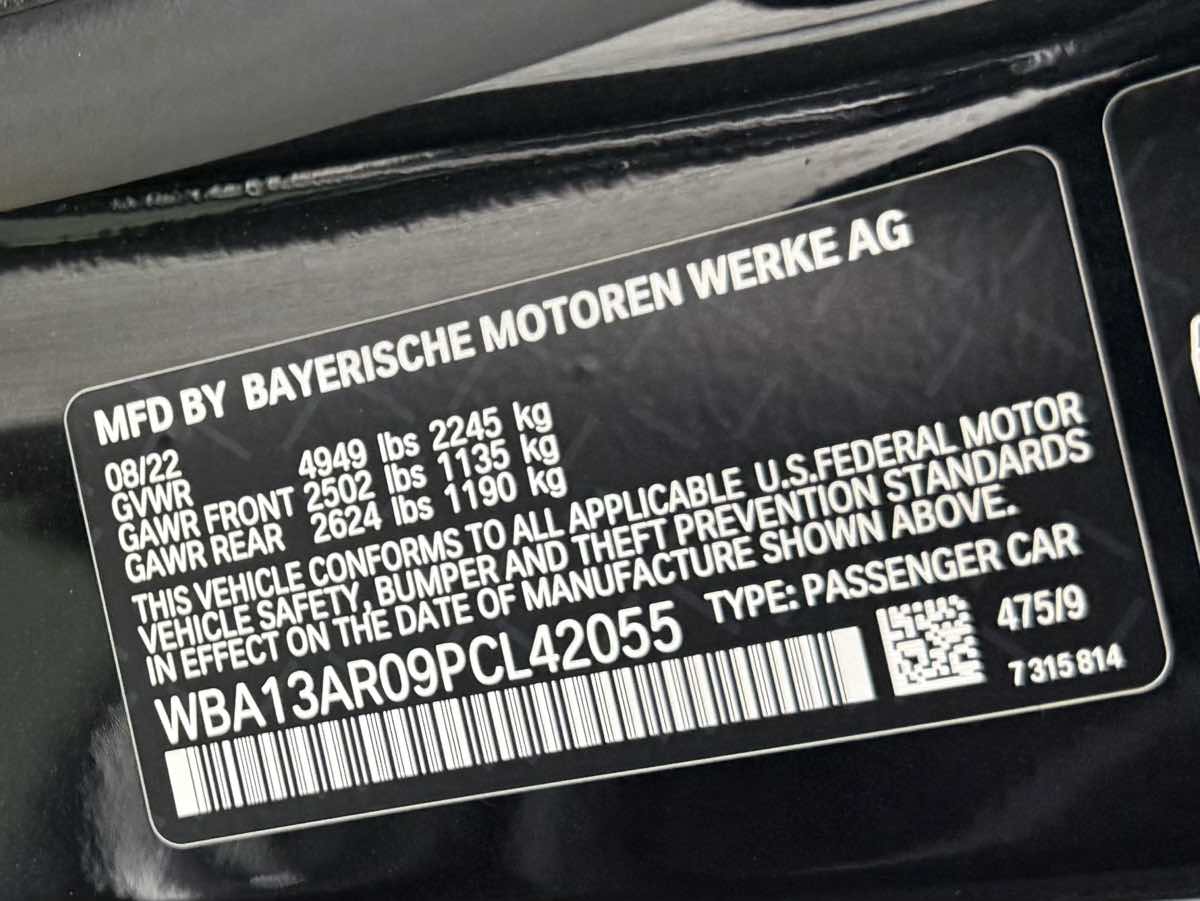 MFD BY BAYERISCHE MOTOREN WERKE AG
08/22
GVWR 4949 lbs 2245 kg
GAWR FRONT 2502 lbs 1135 kg
GAWR REAR 2624 lbs 1190 kg
THIS VEHICLE CONFORMS TO ALL APPLICABLE U.S.FEDERAL MOTOR
VEHICLE SAFETY, BUMPER AND THEFT PREVENTION STANDARDS
IN EFFECT ON THE DATE OF MANUFACTURE SHOWN ABOVE.
WBA13AR09PCL42055 TYPE: PASSENGER CAR
475/9
7 315 814